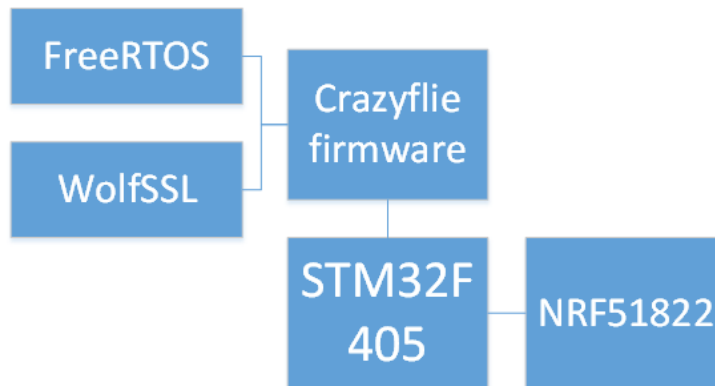 FreeRTOS
Crazyflie
firmware
WolfSSL
STM32F
405
NRF51822